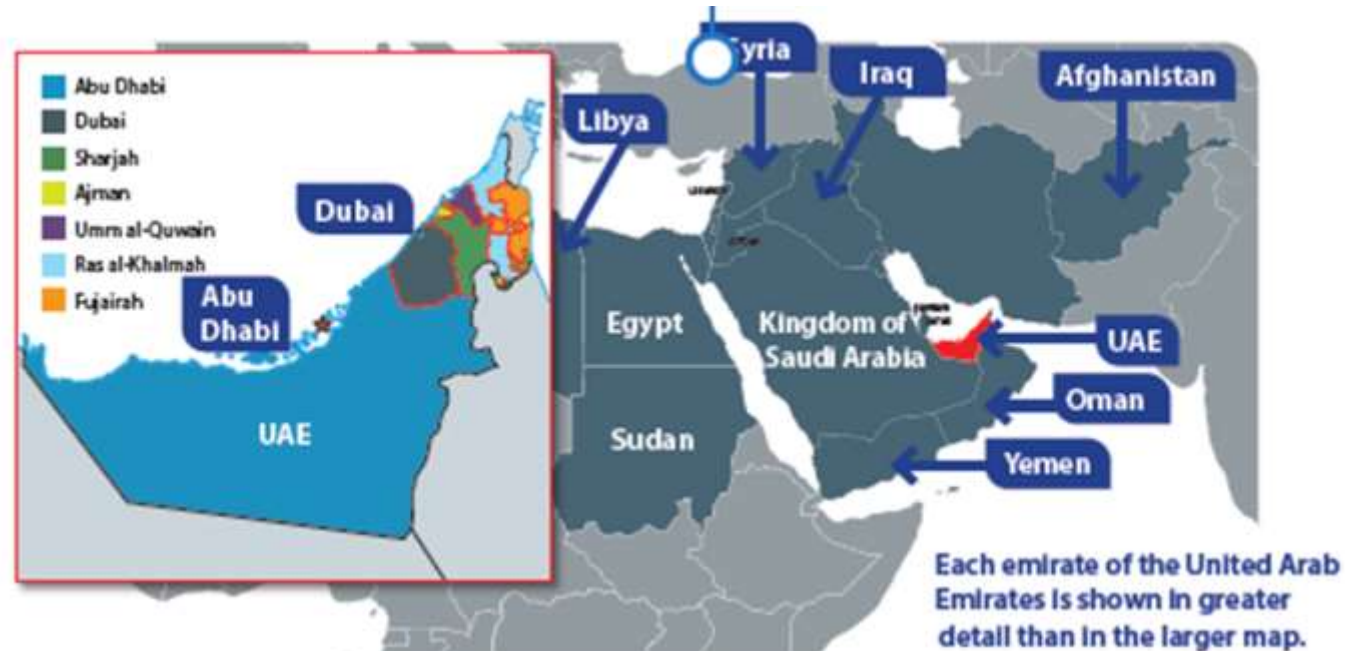 Abu Dhabi
Dubai
Sharjah
Ajman
Umm al-Quwain
Ras al-Khalmah
Fujairah
Dubai
Abu
Dhabi
UAE
Libya
Syria
Iraq
Afghanistan
Egypt
Kingdom of
Saudi Arabia
UAE
Sudan
Oman
Yemen
Each emirate of the United Arab
Emirates is shown in greater
detail than in the larger map.